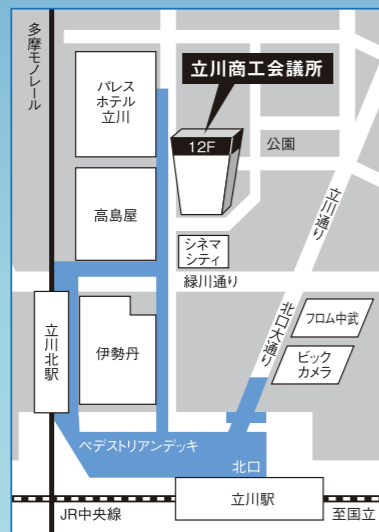 多摩モノレール
パレス
ホテル
立川
立川商工会議所
12F
公園
高島屋
立川通り
シネマ
シティ
緑川通り
立川北駅
伊勢丹
北口大通り
フロム中武
ビック
カメラ
ペデストリアンデッキ
北口
立川駅
JR中央線
至国立